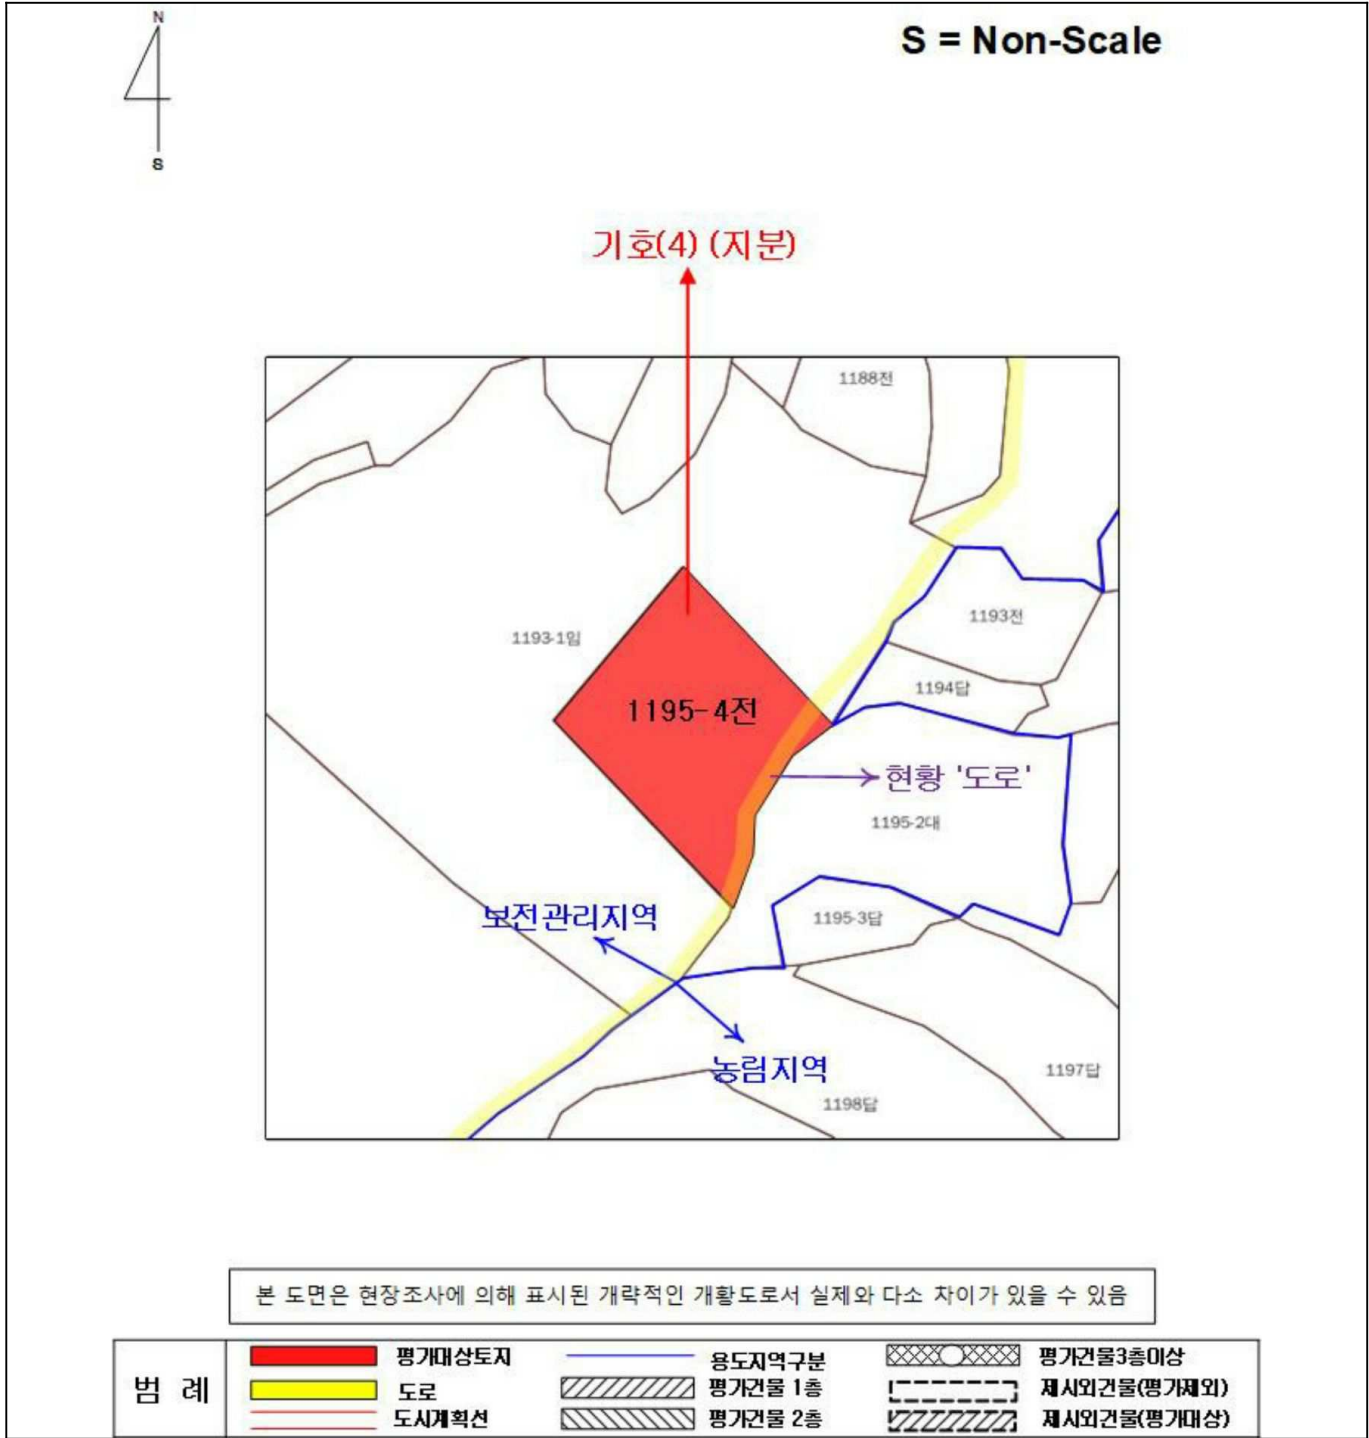 N
S = Non-Scale
S
기호(4) (지분)
1188전
1193전
1193-1임
1194답
1195-4전
현황 '도로'
1195-2대
보전관리지역
1195-3답
농림지역
1197답
1198답
본 도면은 현장조사에 의해 표시된 개략적인 개황도로서 실제와 다소 차이가 있을 수 있음
범 례
평가대상토지
용도지역구분
평가건물3층이상
도로
평가건물 1층
제시외건물(평가제외)
도시계획선
평가건물 2층
제시외건물(평가대상)